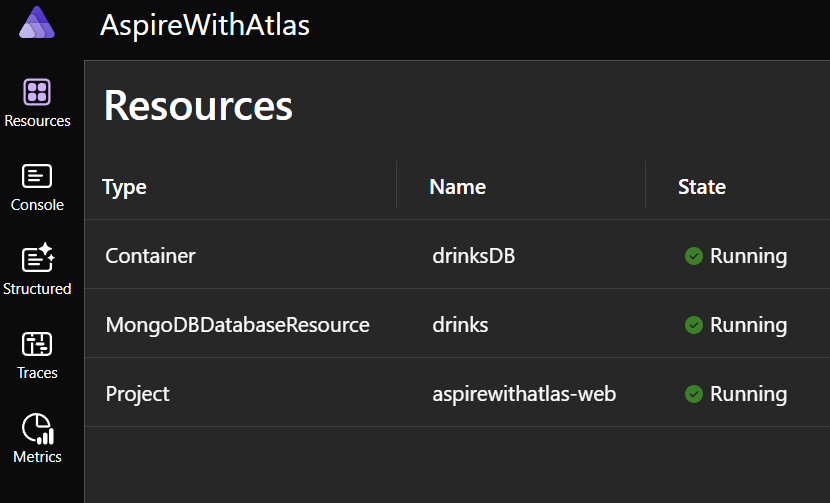 AspireWithAtlas
Resources
Console
Structured
Traces
Metrics
Resources
Type Name State
Container drinksDB Running
MongoDBDatabaseResource drinks Running
Project aspirewithatlas-web Running